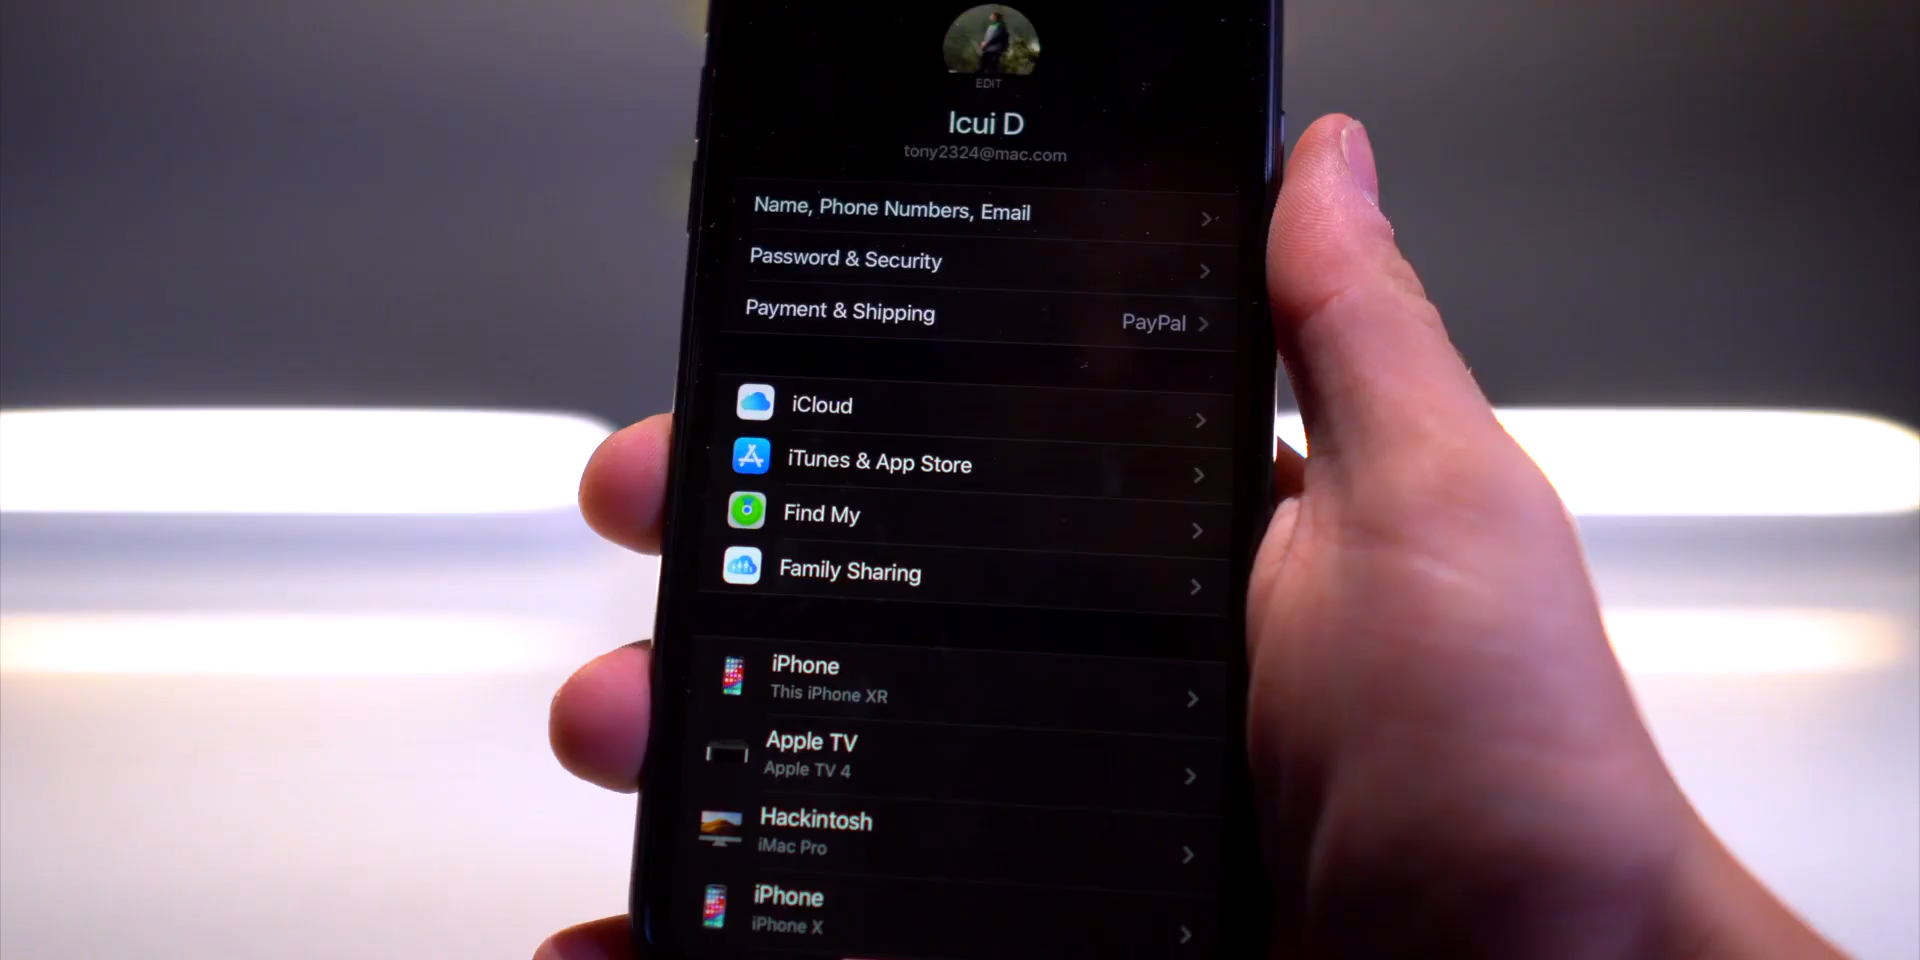 EDIT
Icui D
tony2324@mac.com
Name, Phone Numbers, Email
Password & Security
Payment & Shipping PayPal
iCloud
iTunes & App Store
Find My
Family Sharing
iPhone
This iPhone XR
Apple TV
Apple TV 4
Hackintosh
iMac Pro
iPhone
iPhone X